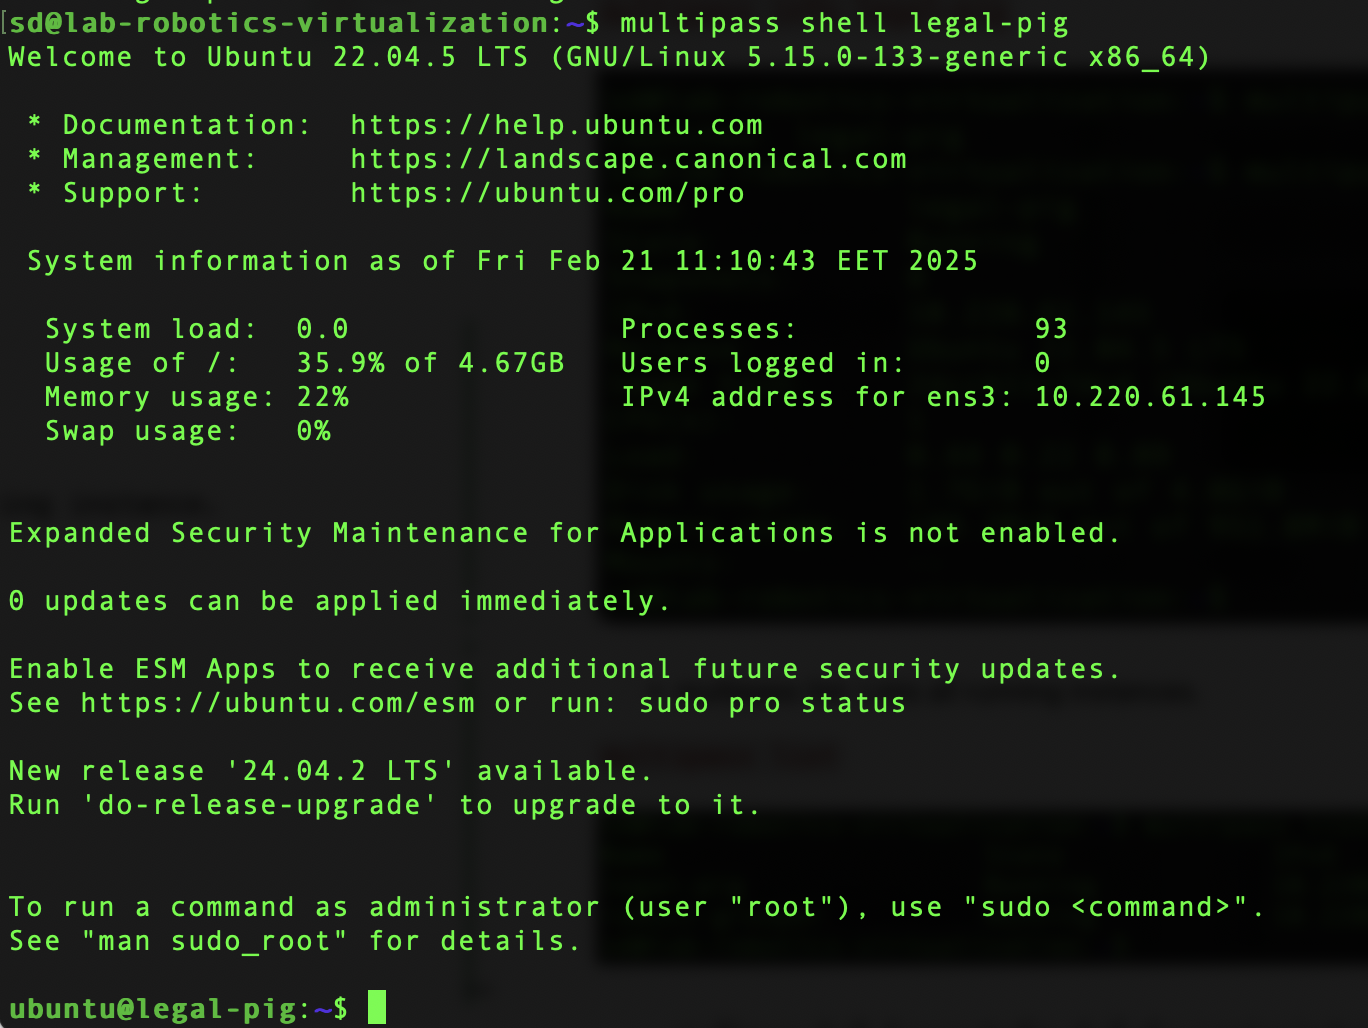 [sd@lab-robotics-virtualization:~$ multipass shell legal-pig
Welcome to Ubuntu 22.04.5 LTS (GNU/Linux 5.15.0-133-generic x86_64)
* Documentation:  https://help.ubuntu.com
* Management:     https://landscape.canonical.com
* Support:        https://ubuntu.com/pro
System information as of Fri Feb 21 11:10:43 EET 2025
System load:  0.0               Processes:             93
Usage of /:   35.9% of 4.67GB   Users logged in:       0
Memory usage: 22%               IPv4 address for ens3: 10.220.61.145
Swap usage:   0%
Expanded Security Maintenance for Applications is not enabled.
0 updates can be applied immediately.
Enable ESM Apps to receive additional future security updates.
See https://ubuntu.com/esm or run: sudo pro status
New release '24.04.2 LTS' available.
Run 'do-release-upgrade' to upgrade to it.
To run a command as administrator (user "root"), use "sudo <command>".
See "man sudo_root" for details.
ubuntu@legal-pig:~$